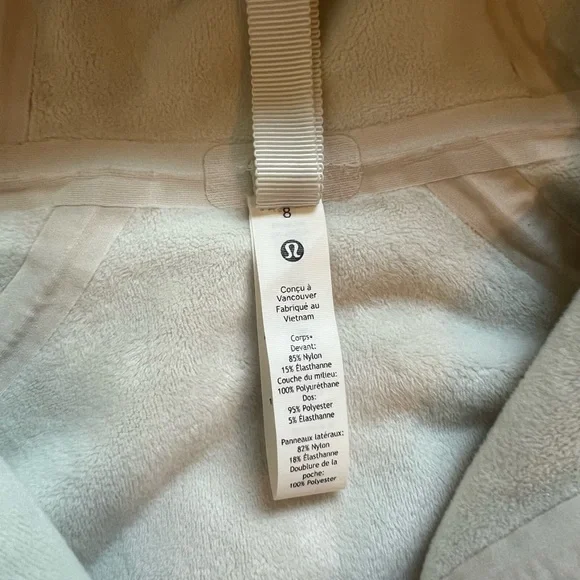 8
Conçu à
Vancouver
Fabriqué au
Vietnam
Corps•
Devant:
85% Nylon
15% Élasthanne
Couche du milieu:
100% Polyuréthane
Dos:
95% Polyester
5% Élasthanne
Panneaux latéraux:
82% Nylon
18% Élasthanne
Doublure de la
poche:
100% Polyester